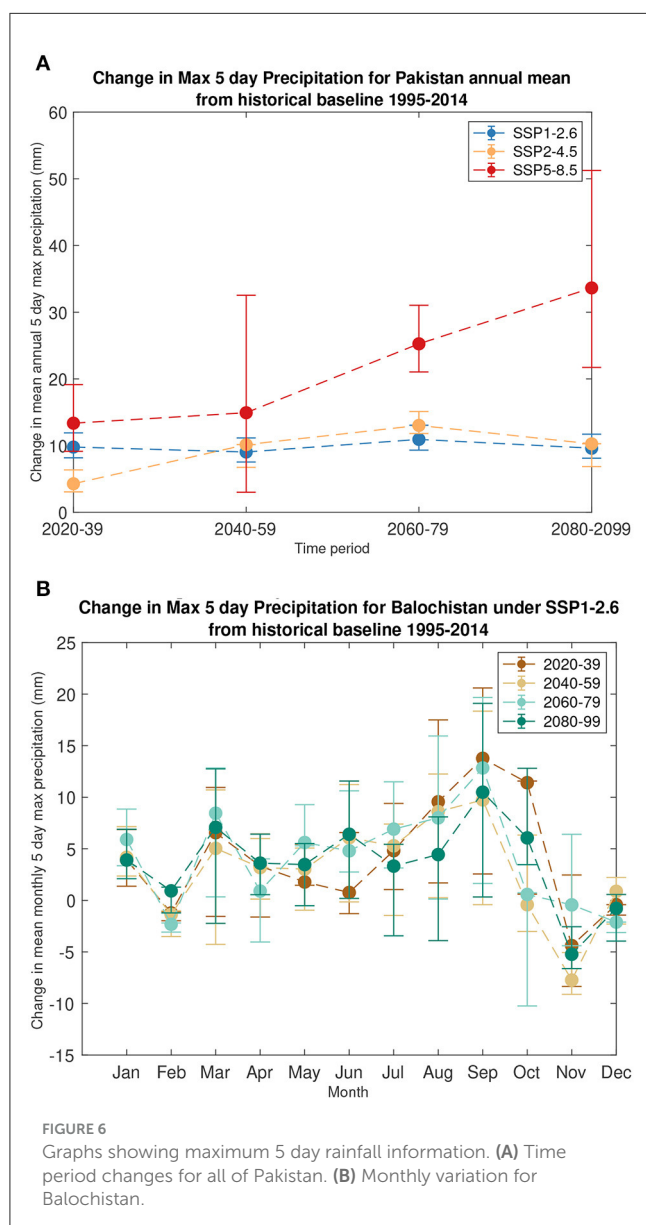 A
Change in Max 5 day Precipitation for Pakistan annual mean
from historical baseline 1995-2014
Change in mean annual 5 day max precipitation (mm)
60
50
40
30
20
10
0
SSP1-2.6
SSP2-4.5
SSP5-8.5
2020-39
2040-59
2060-79
2080-2099
Time period
B
Change in Max 5 day Precipitation for Balochistan under SSP1-2.6
from historical baseline 1995-2014
Change in mean monthly 5 day max precipitation (mm)
25
20
15
10
5
0
-5
-10
-15
2020-39
2040-59
2060-79
2080-99
Jan Feb Mar Apr May Jun Jul Aug Sep Oct Nov Dec
Month
FIGURE 6
Graphs showing maximum 5 day rainfall information. (A) Time
period changes for all of Pakistan. (B) Monthly variation for
Balochistan.